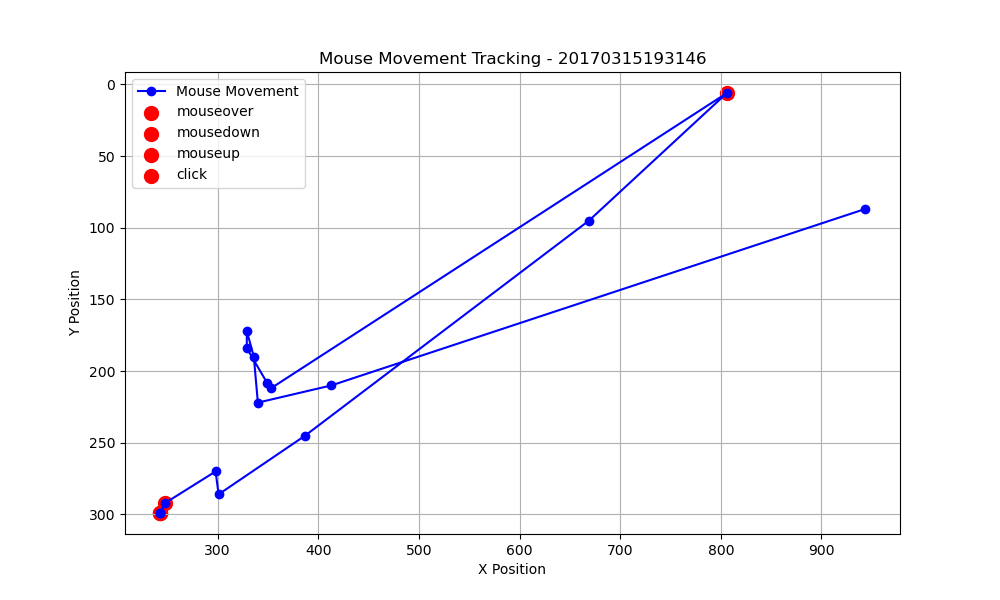 Mouse Movement Tracking - 20170315193146
Mouse Movement
mouseover
mousedown
mouseup
click
Y Position
0
50
100
150
200
250
300
300 400 500 600 700 800 900
X Position